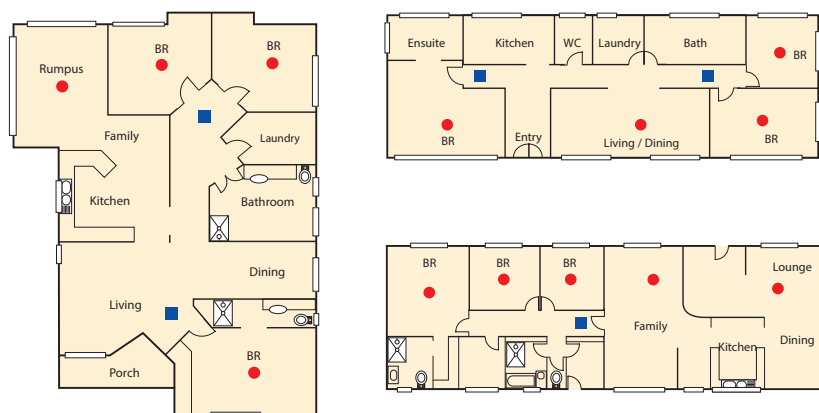 BR
BR
Rumpus
Family
Laundry
Kitchen
Bathroom
Dining
Living
BR
Porch
Ensuite
Kitchen
WC
Laundry
Bath
BR
Entry
BR
Living / Dining
BR
BR
BR
BR
Lounge
Family
Kitchen
Dining